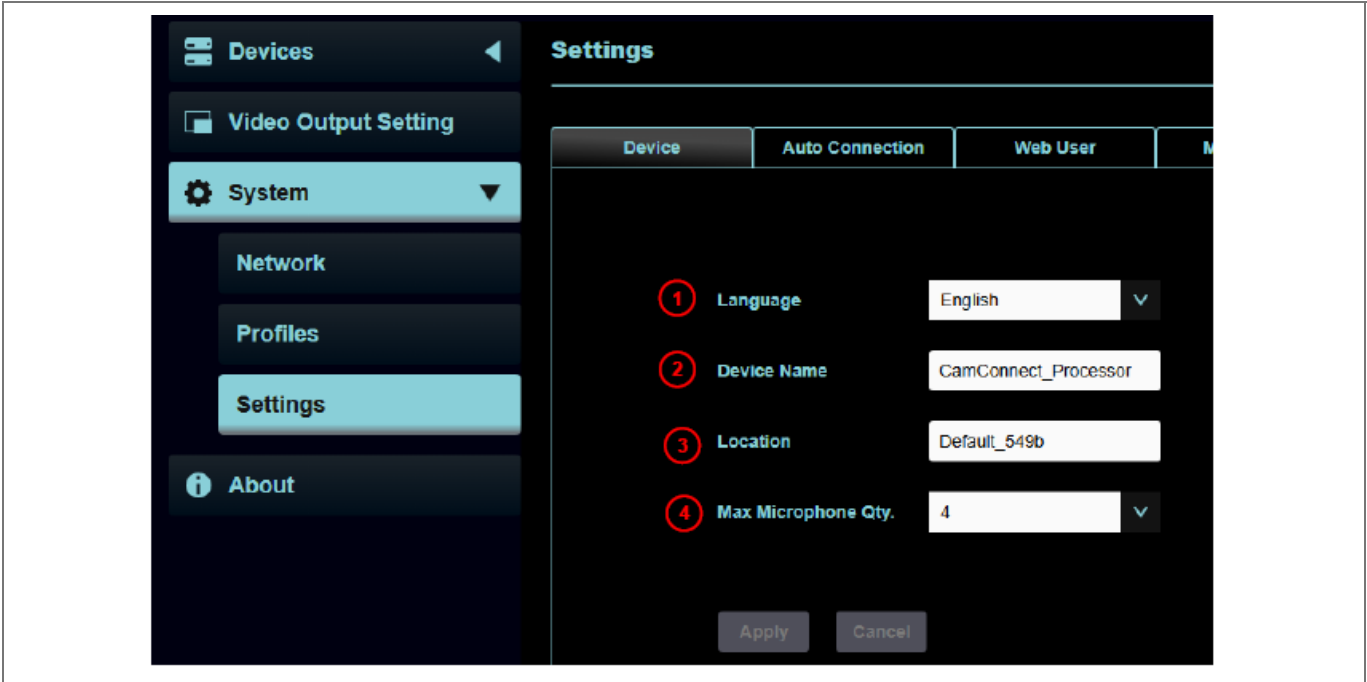 Devices
Video Output Setting
System
Network
Profiles
Settings
About
Settings
Device Auto Connection Web User M
1 Language English
2 Device Name CamConnect_Processor
3 Location Default_549b
4 Max Microphone Qty. 4
Apply Cancel